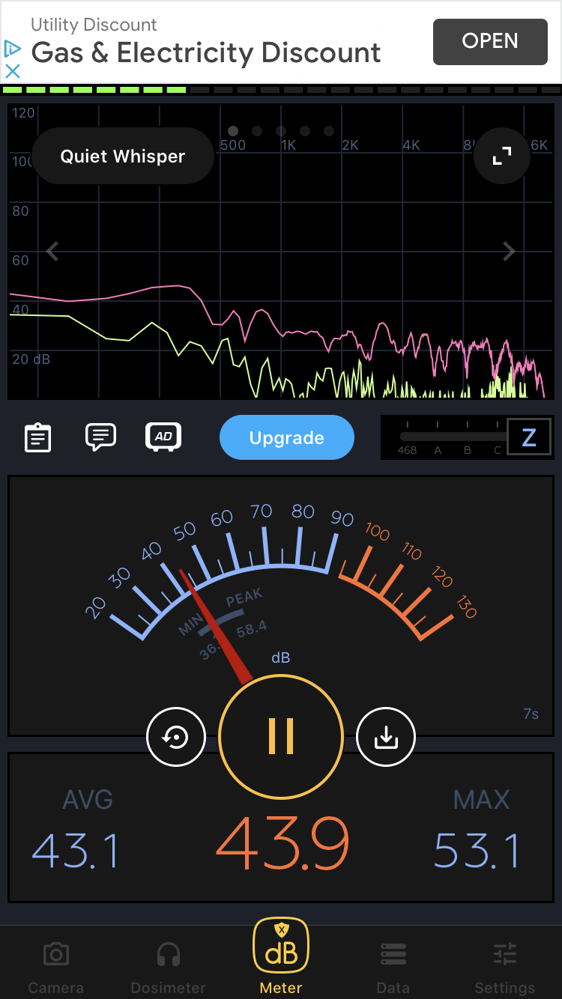 Utility Discount
Gas & Electricity Discount
OPEN
120
500 1K 2K 4K
Quiet Whisper
80
60
40
20 dB
AD
Upgrade
468 A B C Z
20 30 40 50 60 70 80 90 100 110 120 130
MIN PEAK
58.4
dB
7s
AVG MAX
43.1 43.9 53.1
X
dB
Camera Dosimeter Meter Data Settings